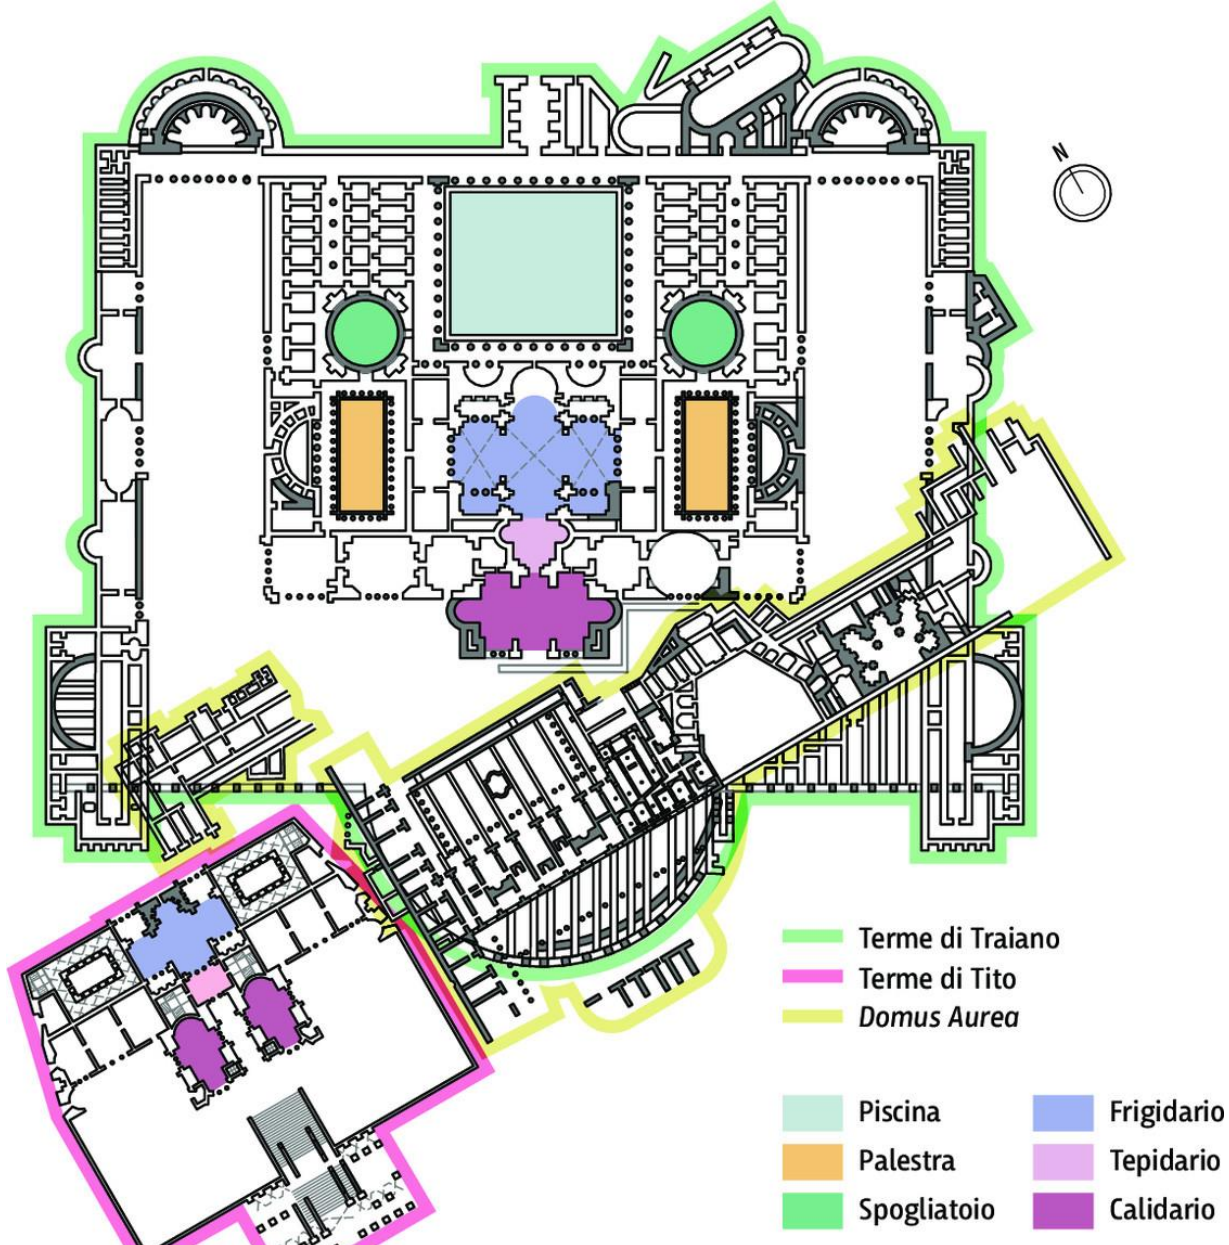 N
Terme di Traiano
Terme di Tito
Domus Aurea
Piscina
Palestra
Spogliatoio
Frigidario
Tepidario
Calidario